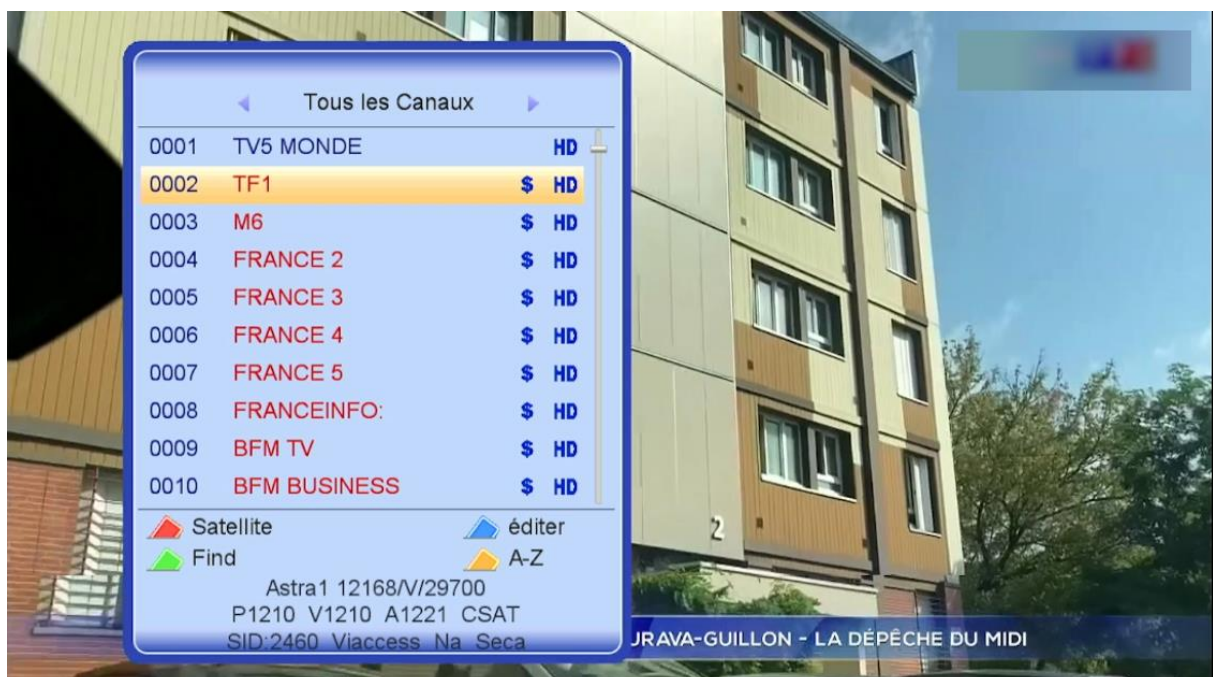 Tous les Canaux
0001 TV5 MONDE HD
0002 TF1 $ HD
0003 M6 $ HD
0004 FRANCE 2 $ HD
0005 FRANCE 3 $ HD
0006 FRANCE 4 $ HD
0007 FRANCE 5 $ HD
0008 FRANCEINFO: $ HD
0009 BFM TV $ HD
0010 BFM BUSINESS $ HD
Satellite éditer
Find A-Z
Astra1 12168/V/29700
P1210 V1210 A1221 CSAT
SID:2460 Viaccess Na Seca
2
URAVA-GUILLON - LA DÉPÊCHE DU MIDI